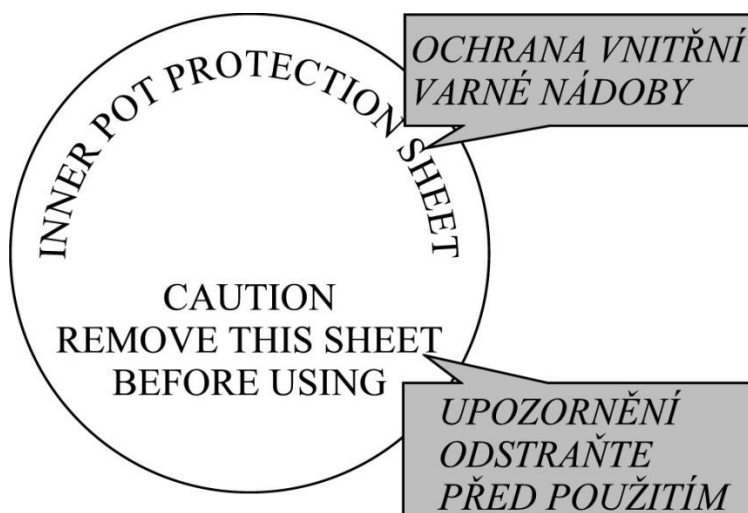 INNER POT PROTECTION SHEET
OCHRANA VNITŘNÍ
VARNÉ NÁDOBY
CAUTION
REMOVE THIS SHEET
BEFORE USING
UPOZORNĚNÍ
ODSTRAŇTE
PŘED POUŽITÍM